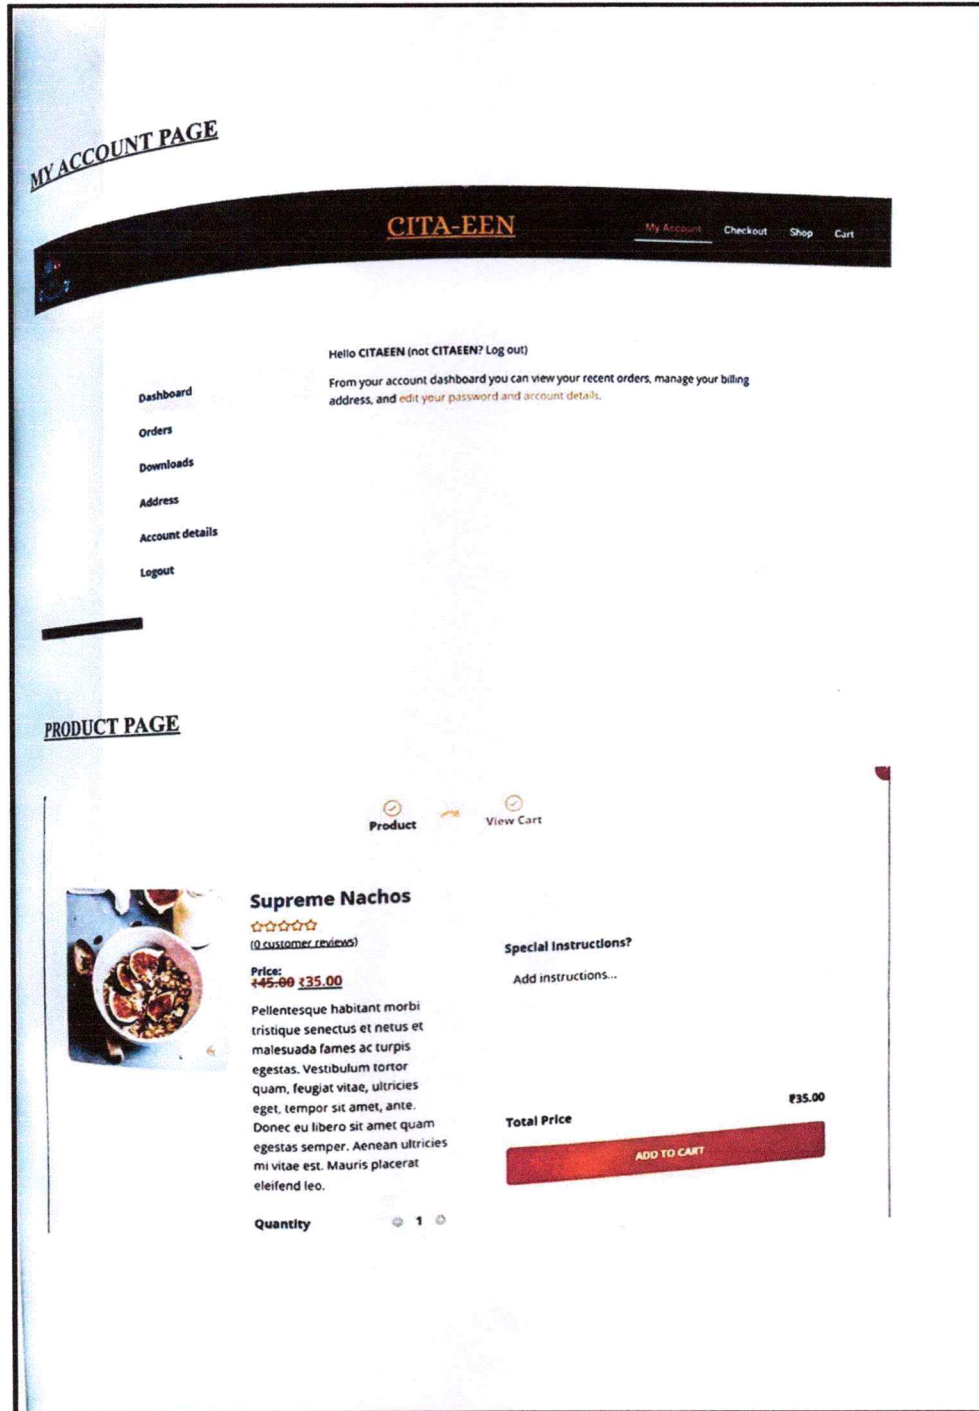 MY ACCOUNT PAGE
CITA-EEN
My Account Checkout Shop Cart
Hello CITAEEN (not CITAEEN? Log out)
From your account dashboard you can view your recent orders, manage your billing
address, and edit your password and account details.
Dashboard
Orders
Downloads
Address
Account details
Logout
PRODUCT PAGE
Product View Cart
Supreme Nachos
(0 customer reviews)
Price:
₹45.00 ₹35.00
Pellentesque habitant morbi
tristique senectus et netus et
malesuada fames ac turpis
egestas. Vestibulum tortor
quam, feugiat vitae, ultricies
eget, tempor sit amet, ante.
Donec eu libero sit amet quam
egestas semper. Aenean ultricies
mi vitae est. Mauris placerat
eleifend leo.
Quantity 1
Special Instructions?
Add instructions...
Total Price ₹35.00
ADD TO CART